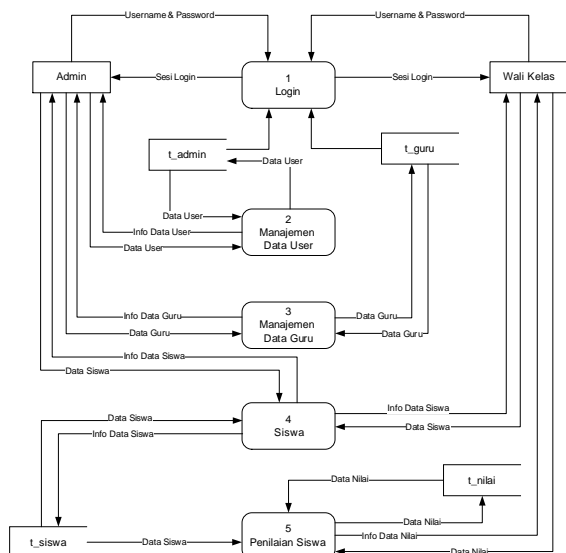 Username & Password
Username & Password
Admin
Sesi Login
1
Login
Sesi Login
Wali Kelas
t_admin
Data User
t_guru
Data User
Info Data User
Data User
2
Manajemen
Data User
Info Data Guru
Data Guru
3
Manajemen
Data Guru
Data Guru
Data Guru
Info Data Siswa
Data Siswa
Data Siswa
Info Data Siswa
4
Siswa
Info Data Siswa
Data Siswa
Data Nilai
t_nilai
t_siswa
Data Siswa
5
Penilaian Siswa
Data Nilai
Info Data Nilai
Data Nilai